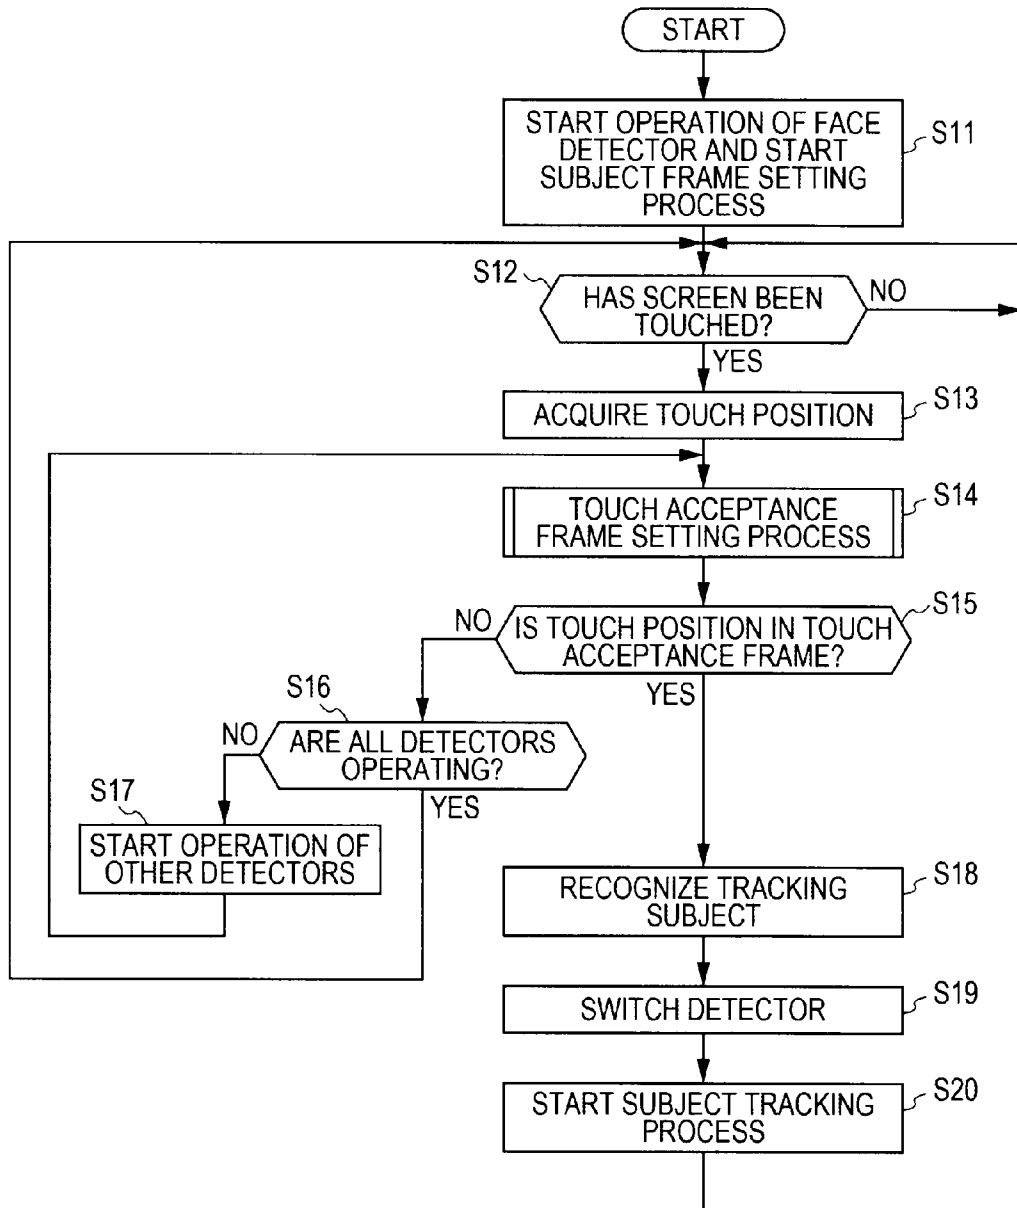 START
START OPERATION OF FACE
DETECTOR AND START
SUBJECT FRAME SETTING
PROCESS
S11
S12
HAS SCREEN BEEN
TOUCHED?
NO
YES
ACQUIRE TOUCH POSITION
S13
TOUCH ACCEPTANCE
FRAME SETTING PROCESS
S14
IS TOUCH POSITION IN TOUCH
ACCEPTANCE FRAME?
S15
NO
YES
S16
ARE ALL DETECTORS
OPERATING?
NO
YES
S17
START OPERATION OF
OTHER DETECTORS
RECOGNIZE TRACKING
SUBJECT
S18
SWITCH DETECTOR
S19
START SUBJECT TRACKING
PROCESS
S20